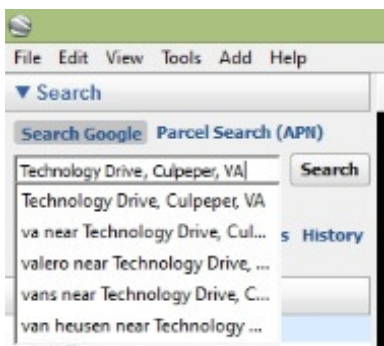 File Edit View Tools Add Help
▼ Search
Search Google Parcel Search (APN)
Technology Drive, Culpeper, VA Search
Technology Drive, Culpeper, VA
va near Technology Drive, Cul...
s History
valero near Technology Drive, ...
vans near Technology Drive, C...
van heusen near Technology ...